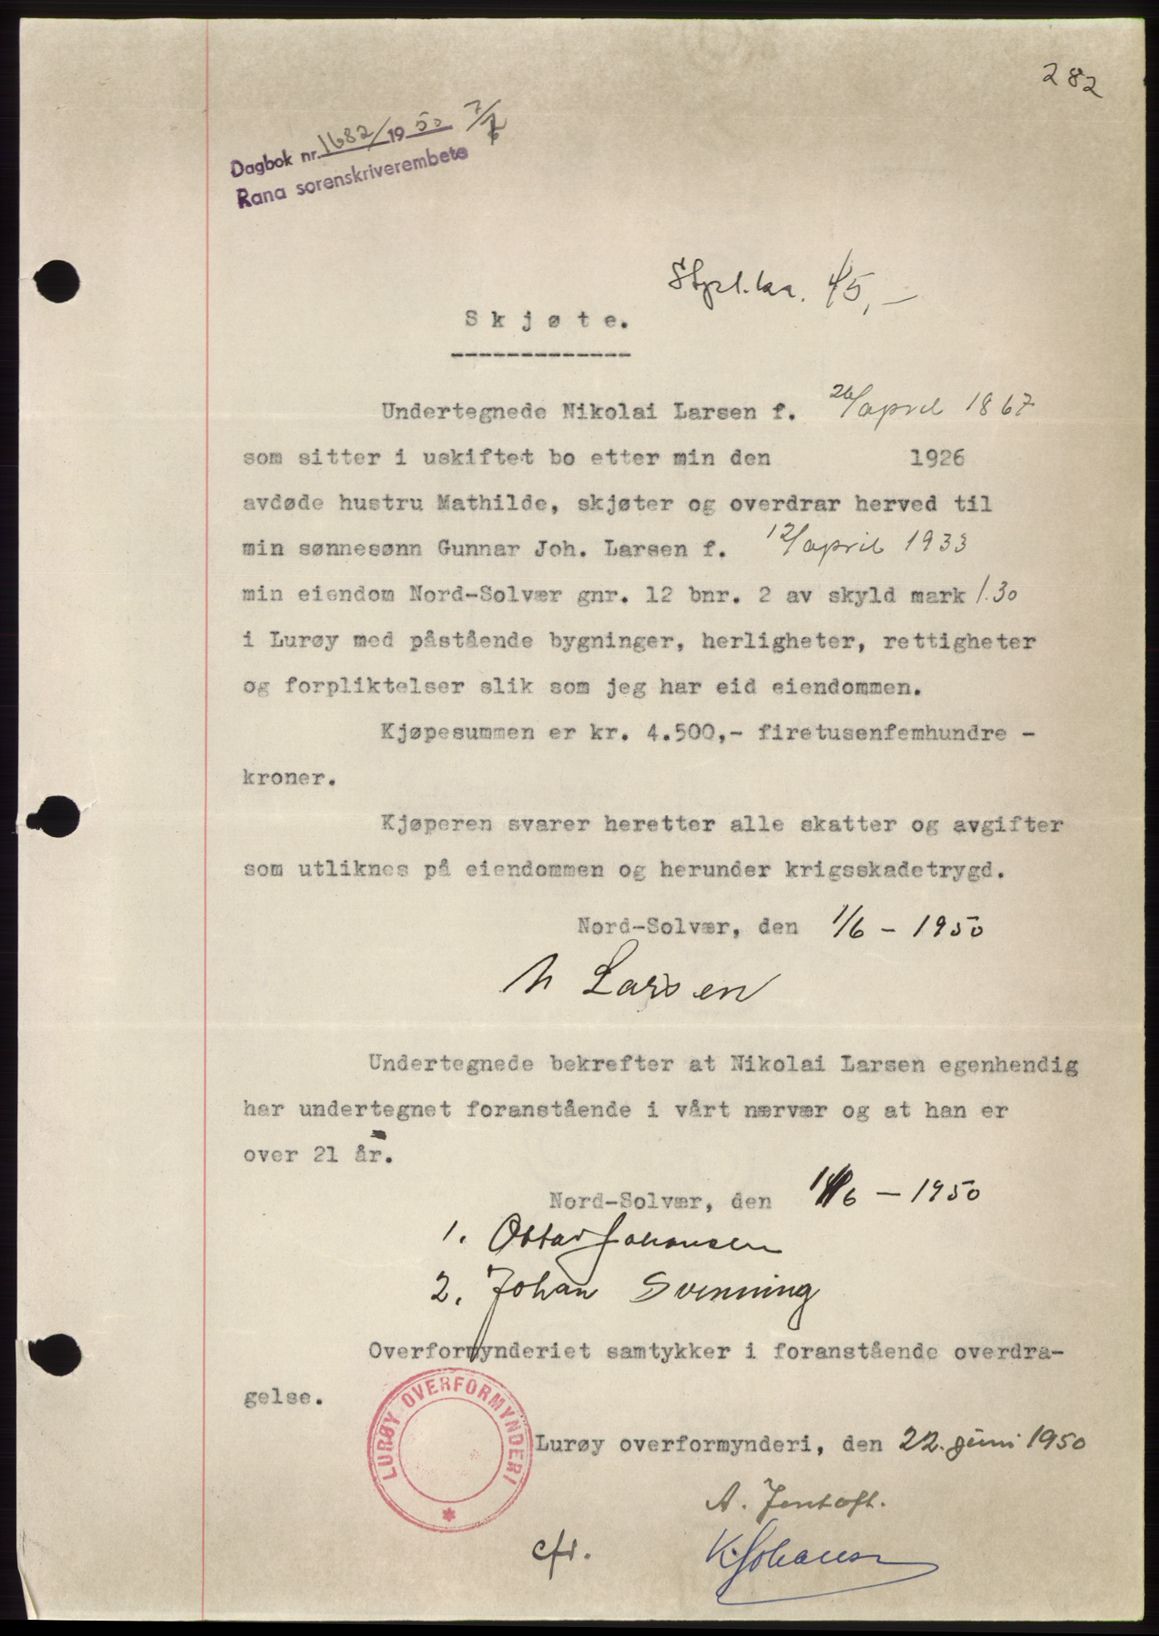 282
Dagbok nr. 1682/1950 7/7
Rana sorenskriverembete
Stpl.ka. 45,-
Skjøte.
Undertegnede Nikolai Larsen f. 26/april 1867
som sitter i uskiftet bo etter min den 1926
avdøde hustru Mathilde, skjøter og overdrar herved til
min sønnesønn Gunnar Joh. Larsen f. 12/april 1933
min eiendom Nord-Solvær gnr. 12 bnr. 2 av skyld mark 1.30
i Lurøy med påstående bygninger, herligheter, rettigheter
og forpliktelser slik som jeg har eid eiendommen.
Kjøpesummen er kr. 4.500,- firetusenfemhundre -
kroner.
Kjøperen svarer heretter alle skatter og avgifter
som utliknes på eiendommen og herunder krigsskadetrygd.
Nord-Solvær, den 1/6 - 1950
N Larsen
Undertegnede bekrefter at Nikolai Larsen egenhendig
har undertegnet foranstående i vårt nærvær og at han er
over 21 år.
Nord-Solvær, den 6 - 1950
1. Ottar Johansen
2. Johan Svenning
Overformynderiet samtykker i foranstående overdra-
gelse.
LURØY OVERFORMYNDERI
Lurøy overformynderi, den 22. juni 1950
A. Jentoft.
cfr. K. Johansen